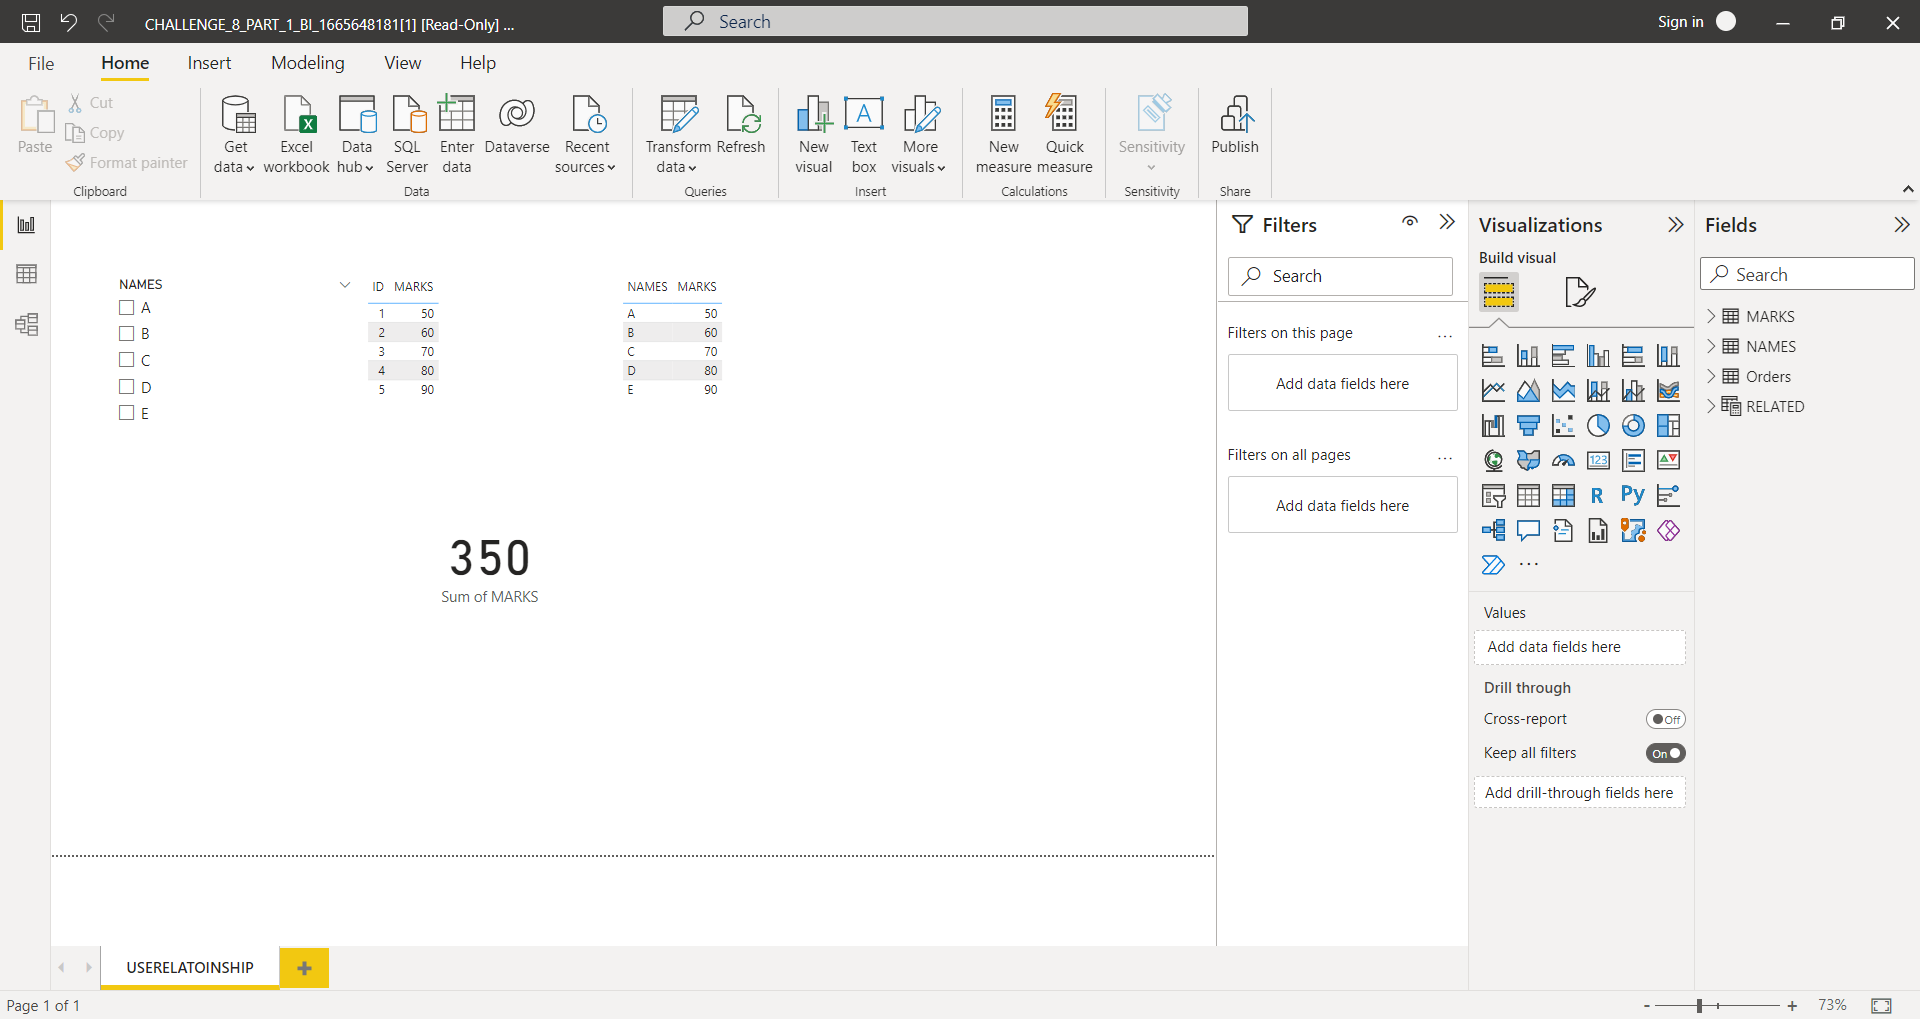 CHALLENGE_8_PART_1_BI_1665648181[1] [Read-Only] ...
Search
Sign in
File
Home
Insert
Modeling
View
Help
Paste
Cut
Copy
Format painter
Clipboard
Get data
Excel workbook
Data hub
SQL Server
Enter data
Dataverse
Recent sources
Data
Transform data
Refresh
Queries
New visual
Text box
More visuals
Insert
New measure
Quick measure
Calculations
Sensitivity
Sensitivity
Publish
Share
NAMES
A
B
C
D
E
ID MARKS
1 50
2 60
3 70
4 80
5 90
NAMES MARKS
A 50
B 60
C 70
D 80
E 90
350
Sum of MARKS
Filters
Search
Filters on this page ...
Add data fields here
Filters on all pages ...
Add data fields here
Visualizations
Build visual
123
R
Py
...
Values
Add data fields here
Drill through
Cross-report
Off
Keep all filters
On
Add drill-through fields here
Fields
Search
MARKS
NAMES
Orders
RELATED
USERELATOINSHIP
+
Page 1 of 1
- + 73%